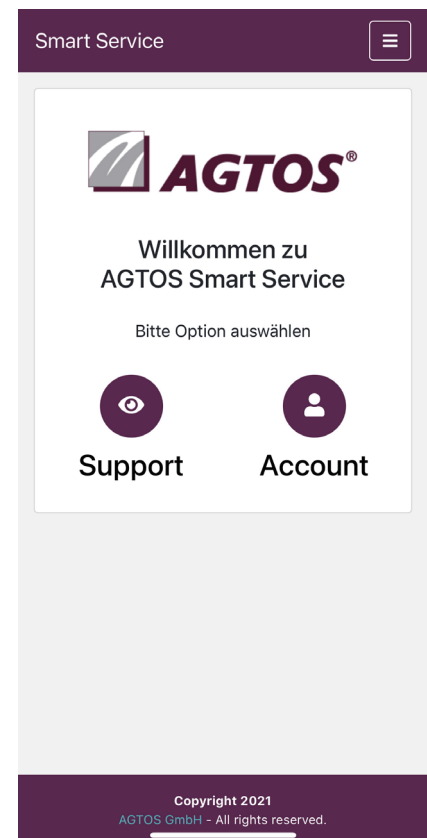 Smart Service
AGTOS®
Willkommen zu
AGTOS Smart Service
Bitte Option auswählen
Support Account
Copyright 2021
AGTOS GmbH - All rights reserved.